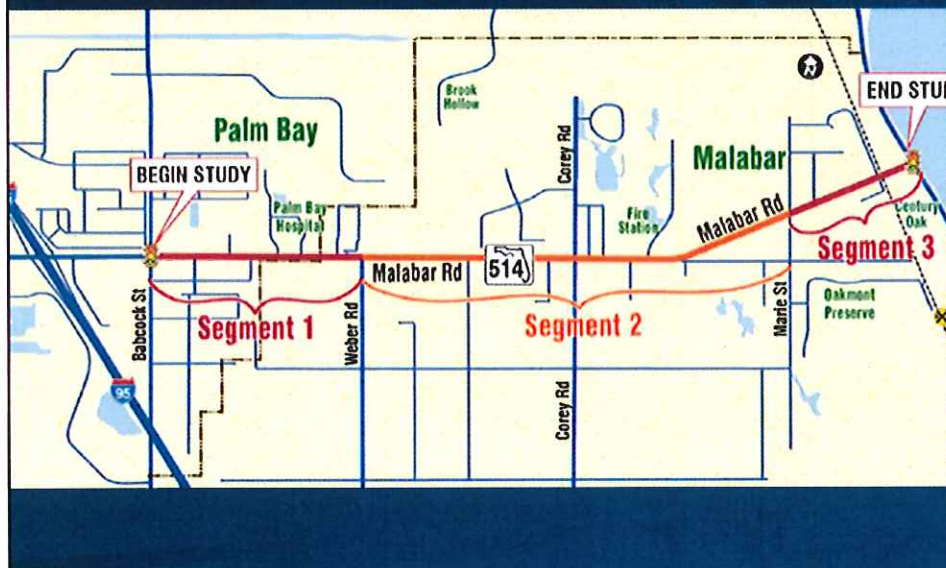 Brook
Hollow
Palm Bay
Corey Rd
END STU
BEGIN STUDY
Malabar
Palm Bay
Hospital
Fire
Station
Malabar Rd
Century
Oak
Segment 3
514
Malabar Rd
Babcock St
Segment 1
Weber Rd
Segment 2
Marie St
Oakmont
Preserve
95
Corey Rd